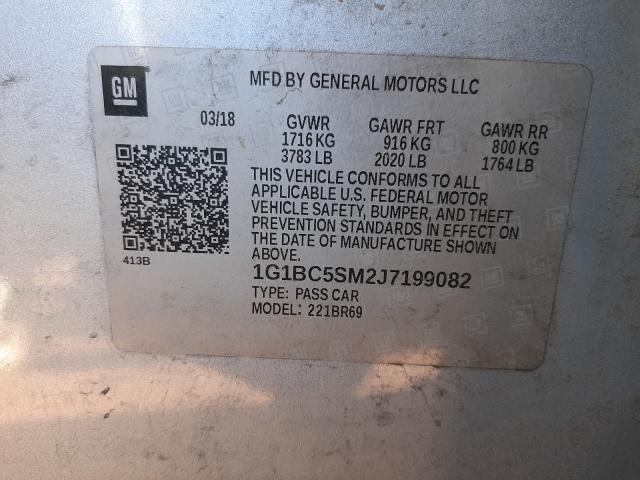 GM ®
MFD BY GENERAL MOTORS LLC
03/18 GVWR GAWR FRT GAWR RR
1716 KG 916 KG 800 KG
3783 LB 2020 LB 1764 LB
THIS VEHICLE CONFORMS TO ALL
APPLICABLE U.S. FEDERAL MOTOR
VEHICLE SAFETY, BUMPER, AND THEFT
PREVENTION STANDARDS IN EFFECT ON
THE DATE OF MANUFACTURE SHOWN
ABOVE.
413B
1G1BC5SM2J7199082
TYPE: PASS CAR
MODEL: 221BR69